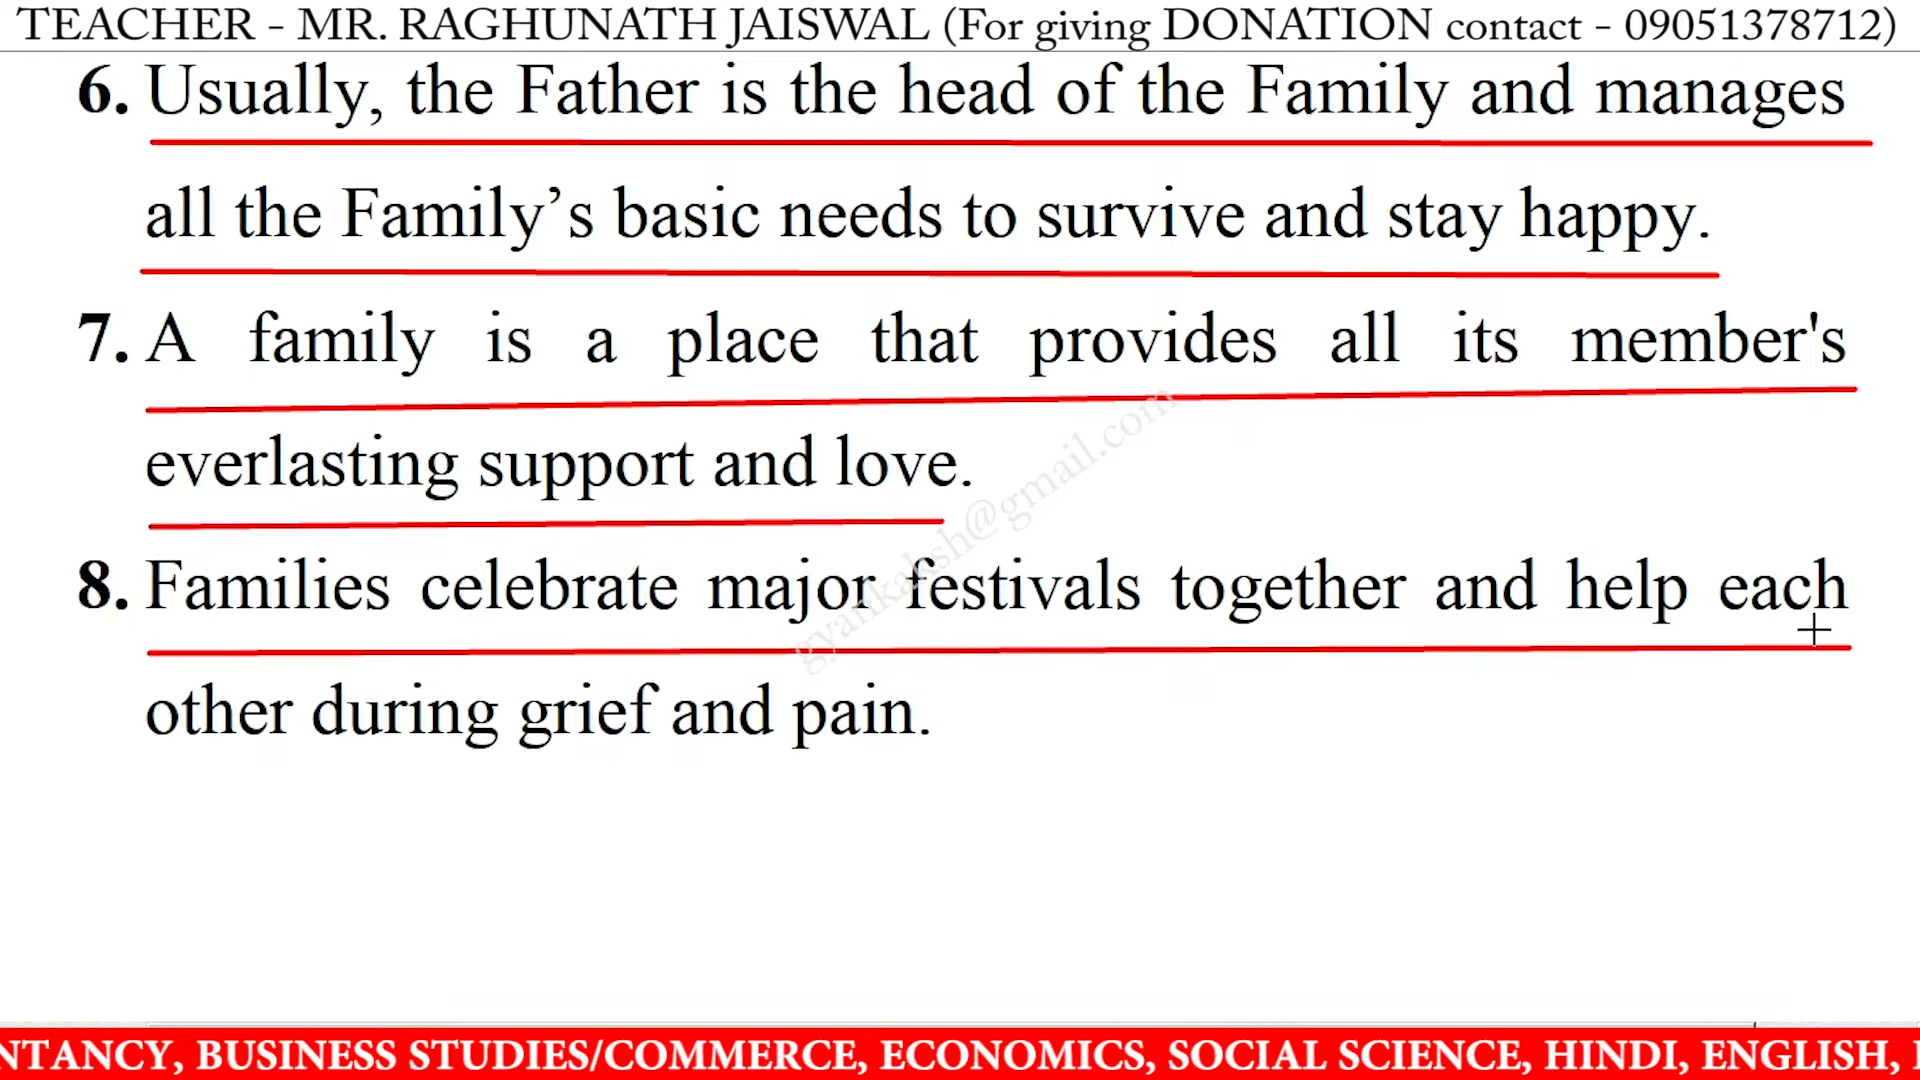 TEACHER - MR. RAGHUNATH JAISWAL (For giving DONATION contact - 09051378712)
6. Usually, the Father is the head of the Family and manages
all the Family’s basic needs to survive and stay happy.
7. A family is a place that provides all its member's
everlasting support and love.
gyankaksh@gmail.com
8. Families celebrate major festivals together and help each
other during grief and pain.
NTANCY, BUSINESS STUDIES/COMMERCE, ECONOMICS, SOCIAL SCIENCE, HINDI, ENGLISH,